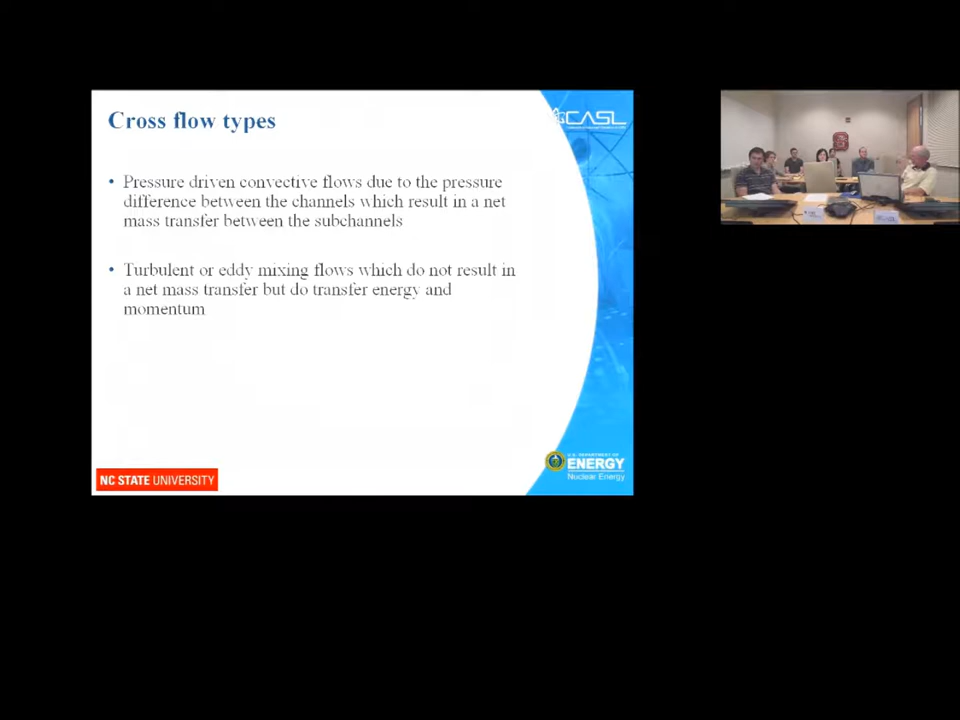 Cross flow types
CASL
• Pressure driven convective flows due to the pressure
difference between the channels which result in a net
mass transfer between the subchannels
• Turbulent or eddy mixing flows which do not result in
a net mass transfer but do transfer energy and
momentum
NC STATE UNIVERSITY
U.S. DEPARTMENT OF
ENERGY
Nuclear Energy